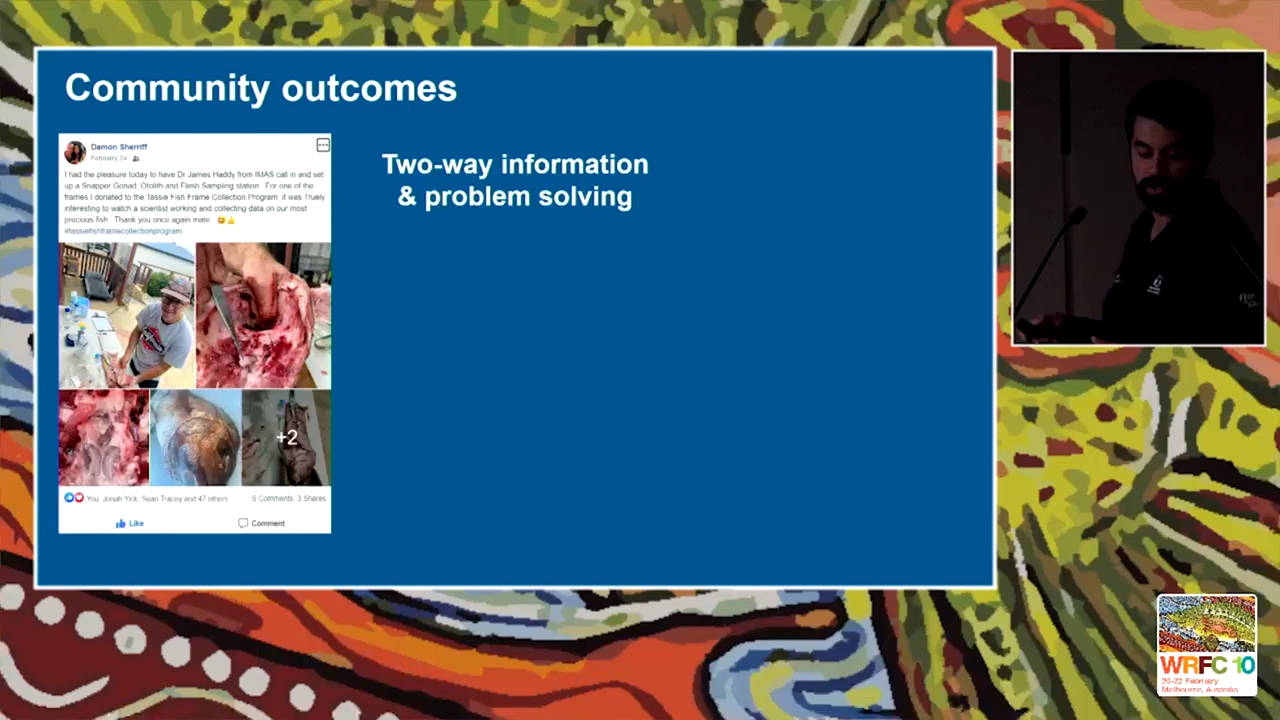 Community outcomes
Damon Sherriff
February 24
I had the pleasure today to have Dr James Haddy from IMAS call in and set
up a Snapper Gonad, Otolith and Flesh Sampling station. For one of the
frames I donated to the Tassie Fish Frame Collection Program it was Truely
interesting to watch a scientist working and collecting data on our most
precious fish Thank you once again mate
#tassiefishframecollectionprogram
+2
You, Jonah Yick, Sean Tracey and 47 others
6 Comments 3 Shares
Like
Comment
Two-way information
& problem solving
WRFC 10
20-22 February
Melbourne, Australia